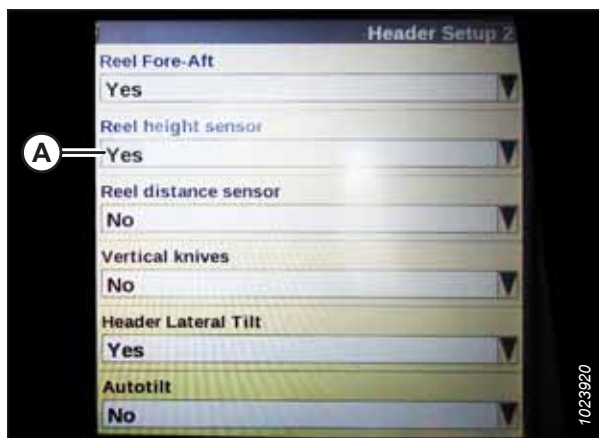 Header Setup 2
Reel Fore-Aft
Yes
Reel height sensor
A
Yes
Reel distance sensor
No
Vertical knives
No
Header Lateral Tilt
Yes
Autotilt
No
1023920